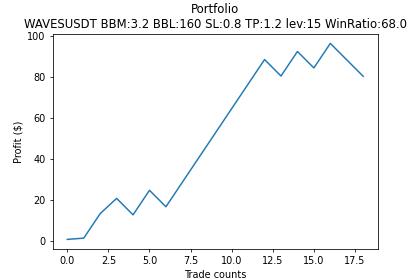 Portfolio
WAVESUSDT BBM:3.2 BBL:160 SL:0.8 TP:1.2 lev:15 WinRatio:68.0
100
80
60
40
20
0
Profit ($)
0.0 2.5 5.0 7.5 10.0 12.5 15.0 17.5
Trade counts